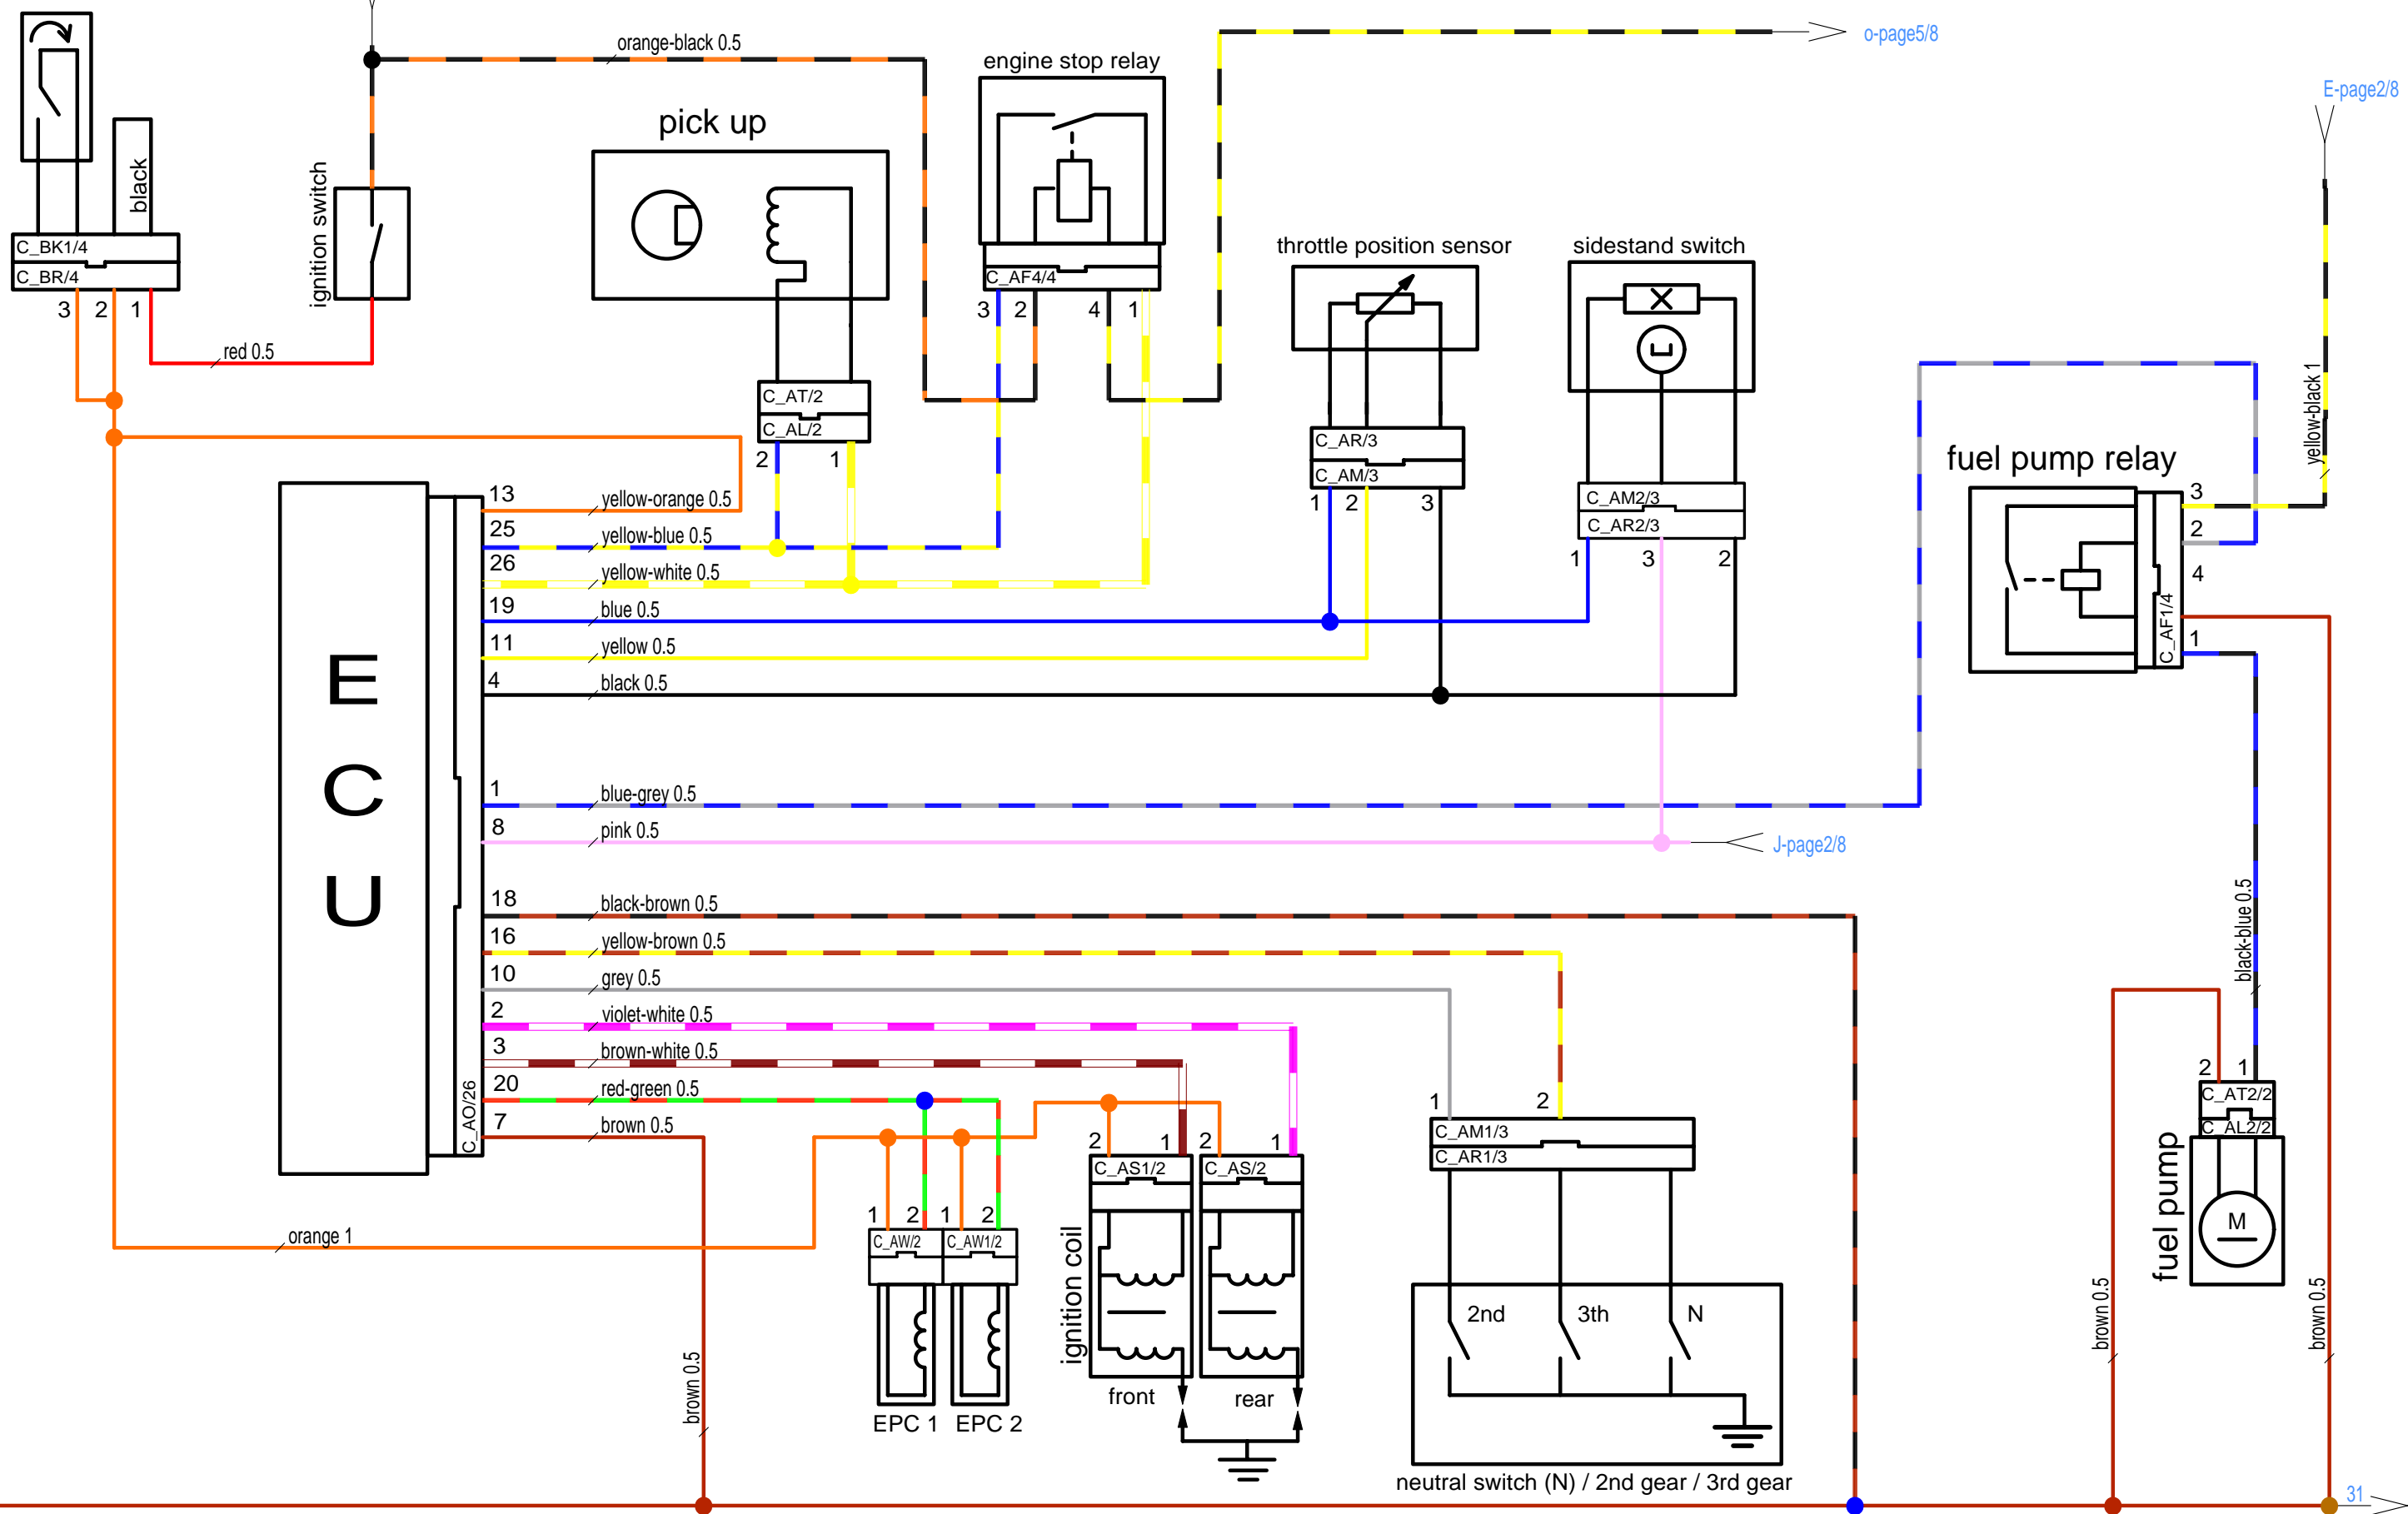 orange-black 0.5
o-page5/8
engine stop relay
E-page2/8
pick up
black
ignition switch
C_BK1/4
C_BR/4
3 2 1
red 0.5
C_AF4/4
3 2 4 1
throttle position sensor
sidestand switch
C_AT/2
C_AL/2
2 1
C_AR/3
C_AM/3
1 2 3
C_AM2/3
C_AR2/3
1 3 2
yellow-black 1
fuel pump relay
3
2
4
1
C_AF1/4
ECU
C_AO/26
13 yellow-orange 0.5
25 yellow-blue 0.5
26 yellow-white 0.5
19 blue 0.5
11 yellow 0.5
4 black 0.5
1 blue-grey 0.5
8 pink 0.5
J-page2/8
18 black-brown 0.5
16 yellow-brown 0.5
10 grey 0.5
2 violet-white 0.5
3 brown-white 0.5
20 red-green 0.5
7 brown 0.5
black-blue 0.5
2 1
C_AT2/2
C_AL2/2
fuel pump
M
1 2
C_AM1/3
C_AR1/3
2 1 2 1
C_AS1/2 C_AS/2
1 2 1 2
C_AW/2 C_AW1/2
orange 1
ignition coil
2nd 3th N
brown 0.5
brown 0.5
brown 0.5
front rear
EPC 1 EPC 2
neutral switch (N) / 2nd gear / 3rd gear
31